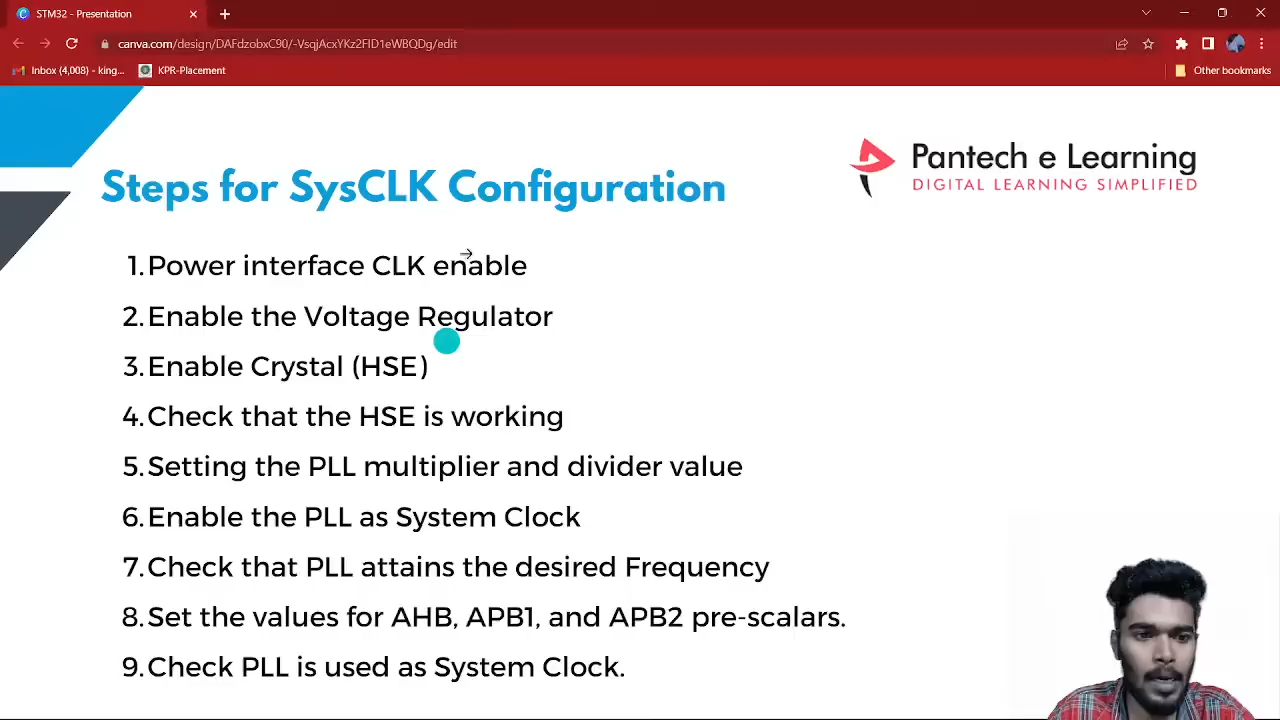 STM32 - Presentation
canva.com/design/DAFdzobxC90/-VsqjAcxYKz2FlD1eWBQDg/edit
Inbox (4,008) - king...
KPR-Placement
Other bookmarks
Pantech e Learning
DIGITAL LEARNING SIMPLIFIED
Steps for SysCLK Configuration
1. Power interface CLK enable
2. Enable the Voltage Regulator
3. Enable Crystal (HSE)
4. Check that the HSE is working
5. Setting the PLL multiplier and divider value
6. Enable the PLL as System Clock
7. Check that PLL attains the desired Frequency
8. Set the values for AHB, APB1, and APB2 pre-scalars.
9. Check PLL is used as System Clock.